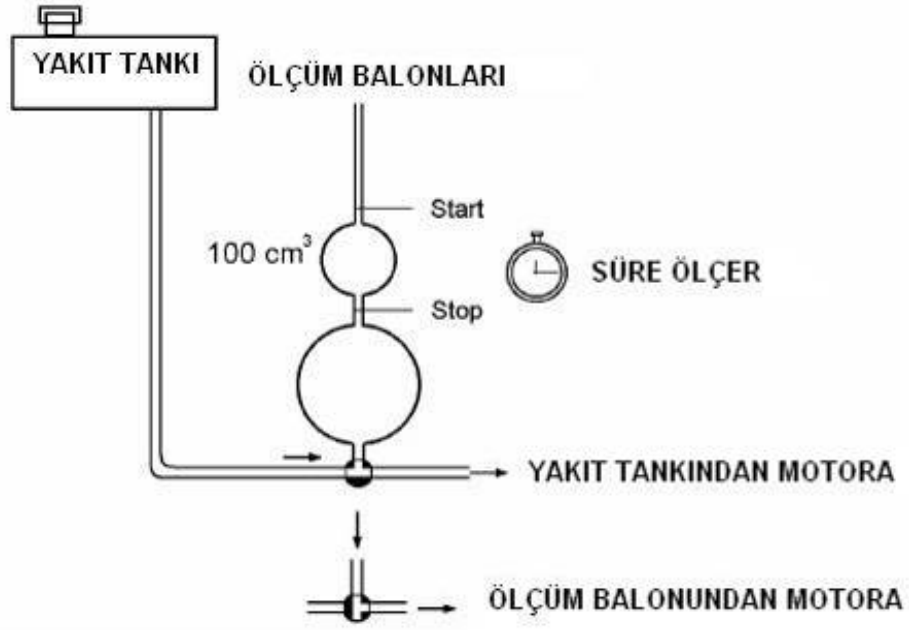 YAKIT TANKI
ÖLÇÜM BALONLARI
Start
100 cm³
SÜRE ÖLÇER
Stop
YAKIT TANKINDAN MOTORA
ÖLÇÜM BALONUNDAN MOTORA